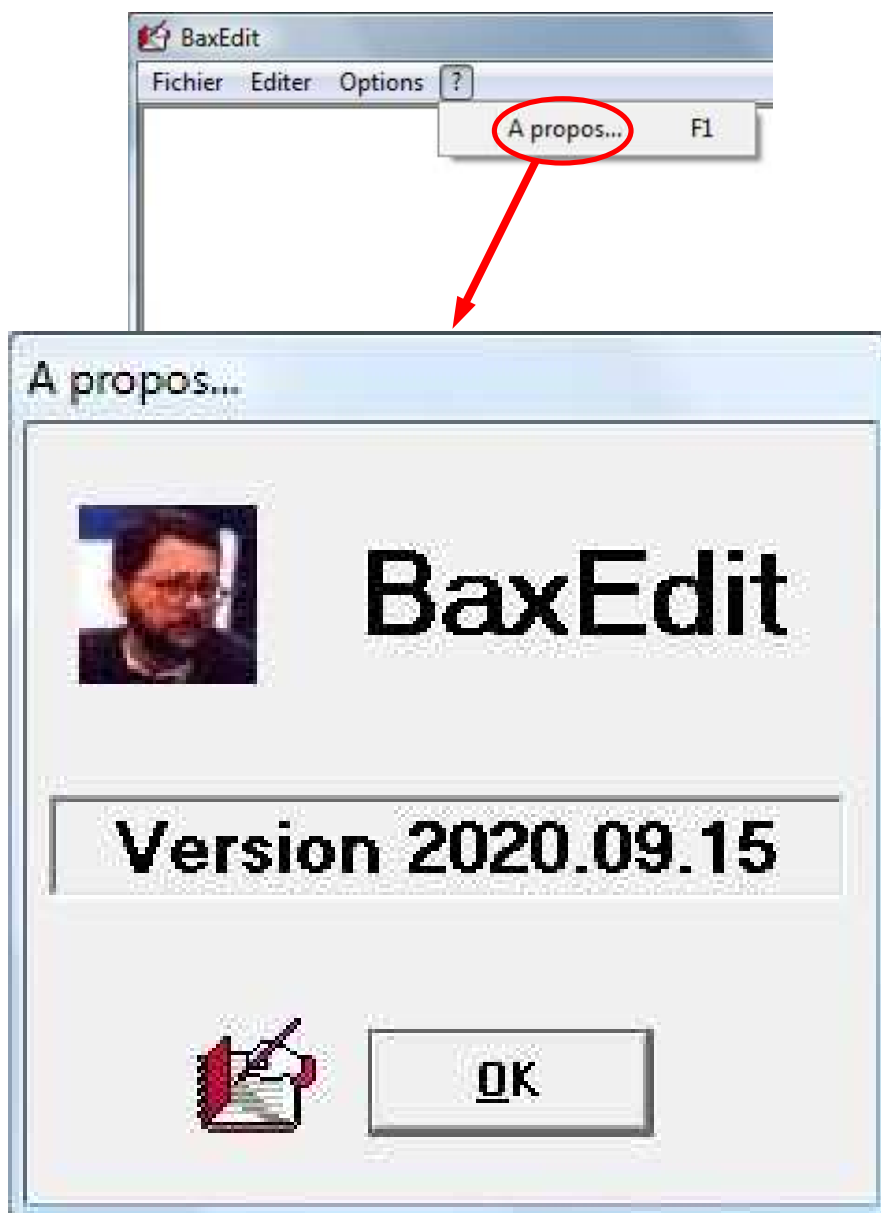 BaxEdit
Fichier Editer Options ?
A propos... F1
A propos...
BaxEdit
Version 2020.09.15
OK